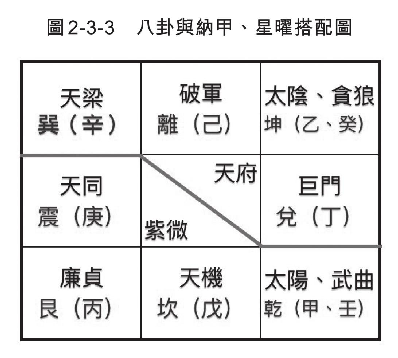 圖2-3-3　八卦與納甲、星曜搭配圖
天梁
巽（辛）
破軍
離（己）
太陰、貪狼
坤（乙、癸）
天同
震（庚）
天府
紫微
巨門
兌（丁）
廉貞
艮（丙）
天機
坎（戊）
太陽、武曲
乾（甲、壬）